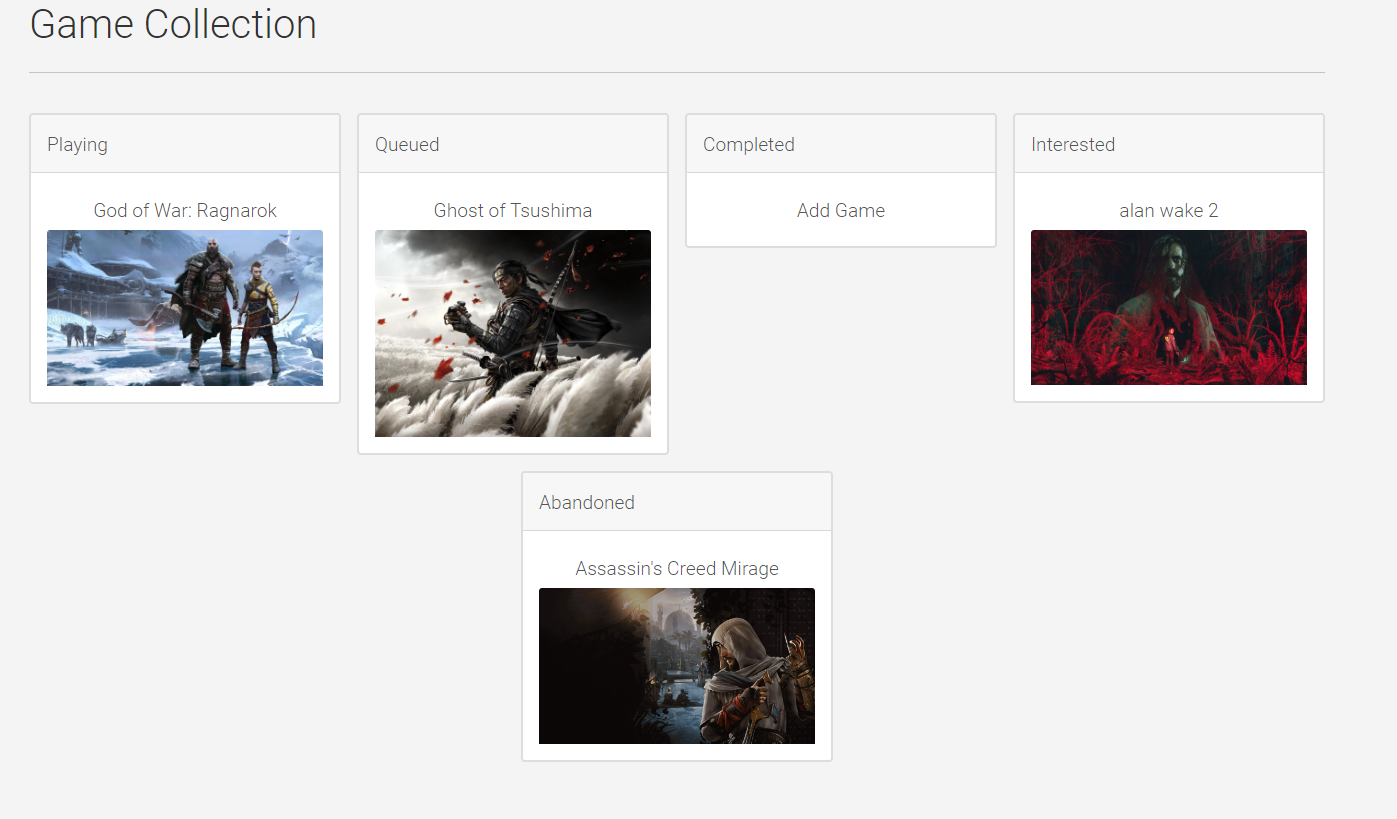 Game Collection
Playing
God of War: Ragnarok
Queued
Ghost of Tsushima
Completed
Add Game
Interested
alan wake 2
Abandoned
Assassin's Creed Mirage